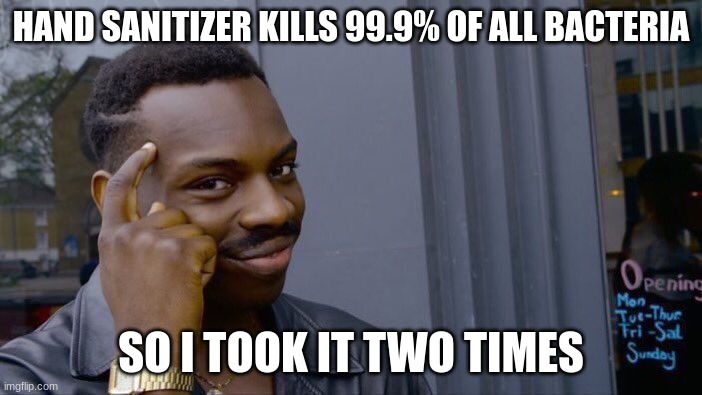 HAND SANITIZER KILLS 99.9% OF ALL BACTERIA
Opening
Mon
Tue-Thur
Fri-Sat
Sunday
SO I TOOK IT TWO TIMES
imgflip.com